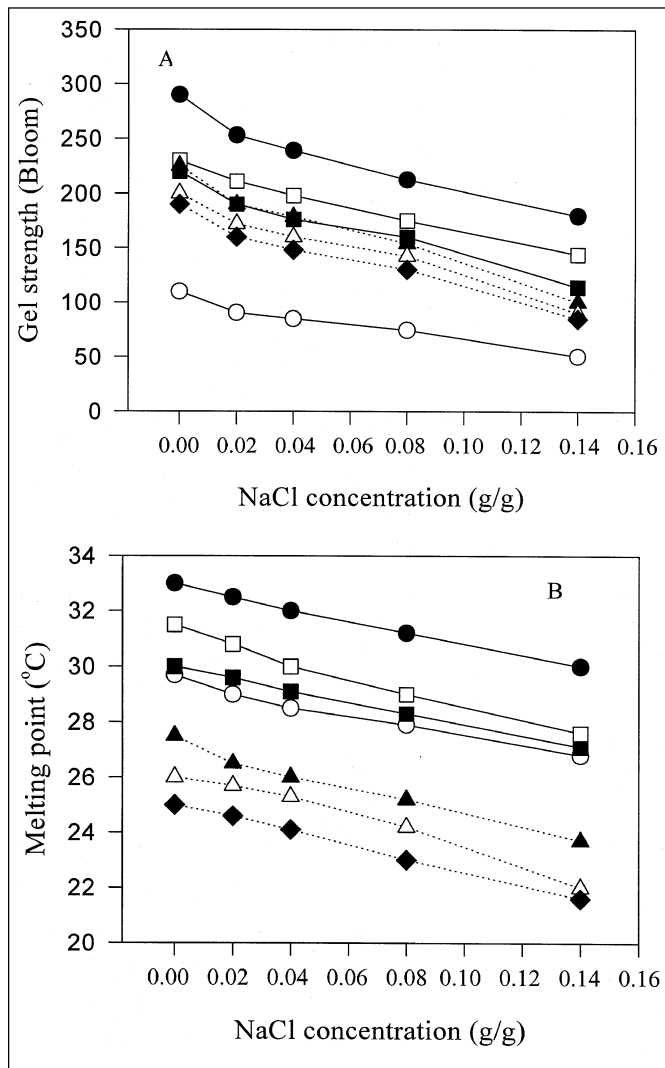 A
350
300
250
200
150
100
50
0
Gel strength (Bloom)
0.00 0.02 0.04 0.06 0.08 0.10 0.12 0.14 0.16
NaCl concentration (g/g)
B
34
32
30
28
26
24
22
20
Melting point (°C)
0.00 0.02 0.04 0.06 0.08 0.10 0.12 0.14 0.16
NaCl concentration (g/g)